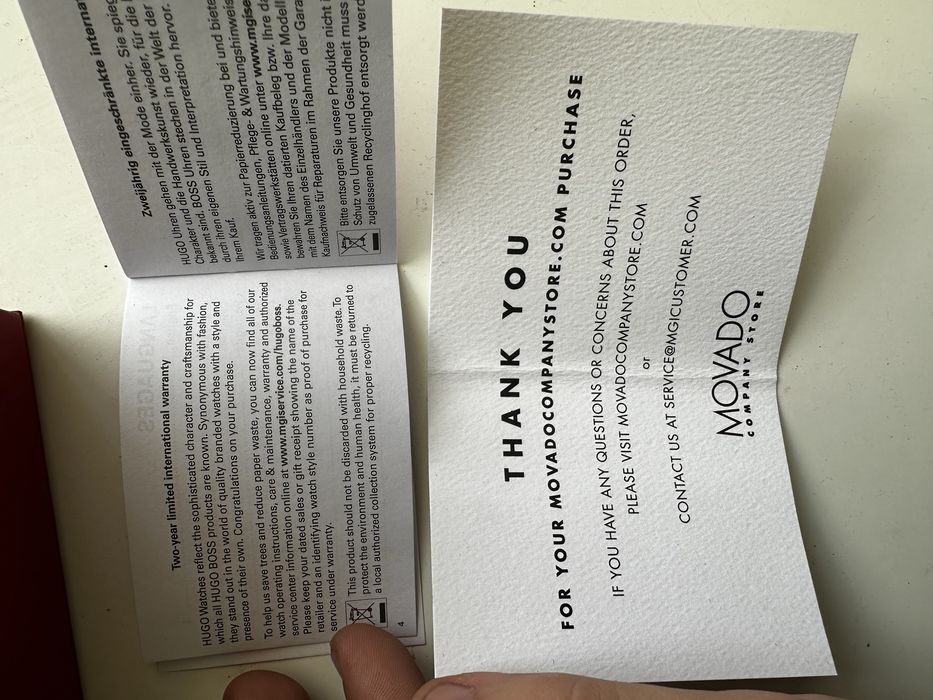 Zweijährig eingeschränkte internat
HUGO Uhren gehen mit der Mode einher. Sie spieg
Charakter und die Handwerkskunst wieder, für die
bekannt sind. BOSS Uhren stechen in der Welt der
durch ihren eigenen Stil und Interpretation hervor.
Ihrem Kauf.
Wir tragen aktiv zur Papierreduzierung bei und biete
Bedienungsanleitungen, Pflege- & Wartungshinweis
sowie Vertragswerkstätten online unter www.mgise
bewahren Sie Ihren datierten Kaufbeleg bzw. Ihre da
mit dem Namen des Einzelhändlers und der Modell
Kaufnachweis für Reparaturen im Rahmen der Gara
Bitte entsorgen Sie unsere Produkte nicht
Schutz von Umwelt und Gesundheit muss
zugelassenen Recyclinghof entsorgt werd
Two-year limited international warranty
HUGO Watches reflect the sophisticated character and craftsmanship for
which all HUGO BOSS products are known. Synonymous with fashion,
they stand out in the world of quality branded watches with a style and
presence of their own. Congratulations on your purchase.
To help us save trees and reduce paper waste, you can now find all of our
watch operating instructions, care & maintenance, warranty and authorized
service center information online at www.mgiservice.com/hugoboss.
Please keep your dated sales or gift receipt showing the name of the
retailer and an identifying watch style number as proof of purchase for
service under warranty.
This product should not be discarded with household waste. To
protect the environment and human health, it must be returned to
a local authorized collection system for proper recycling.
4
THANK YOU
FOR YOUR MOVADOCOMPANYSTORE.COM PURCHASE
IF YOU HAVE ANY QUESTIONS OR CONCERNS ABOUT THIS ORDER,
PLEASE VISIT MOVADOCOMPANYSTORE.COM
or
CONTACT US AT SERVICE@MGICUSTOMER.COM
MOVADO
COMPANY STORE